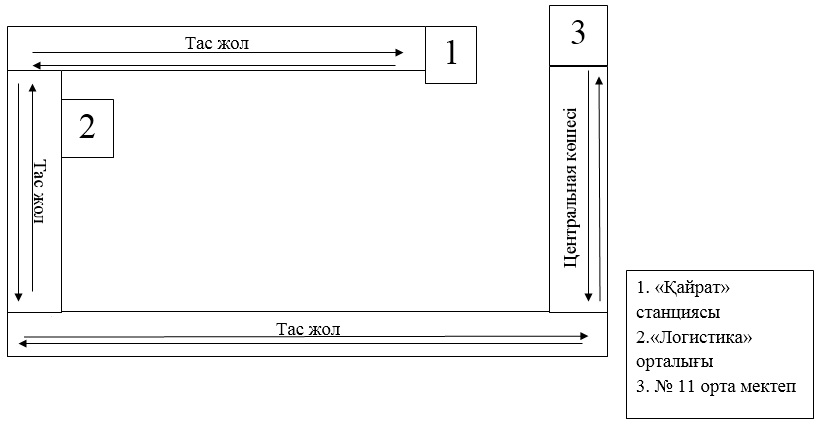 Тас жол
1
3
2
Тас жол
Центральная көшесі
Тас жол
1. «Қайрат»
станциясы
2.«Логистика»
орталығы
3. № 11 орта мектеп